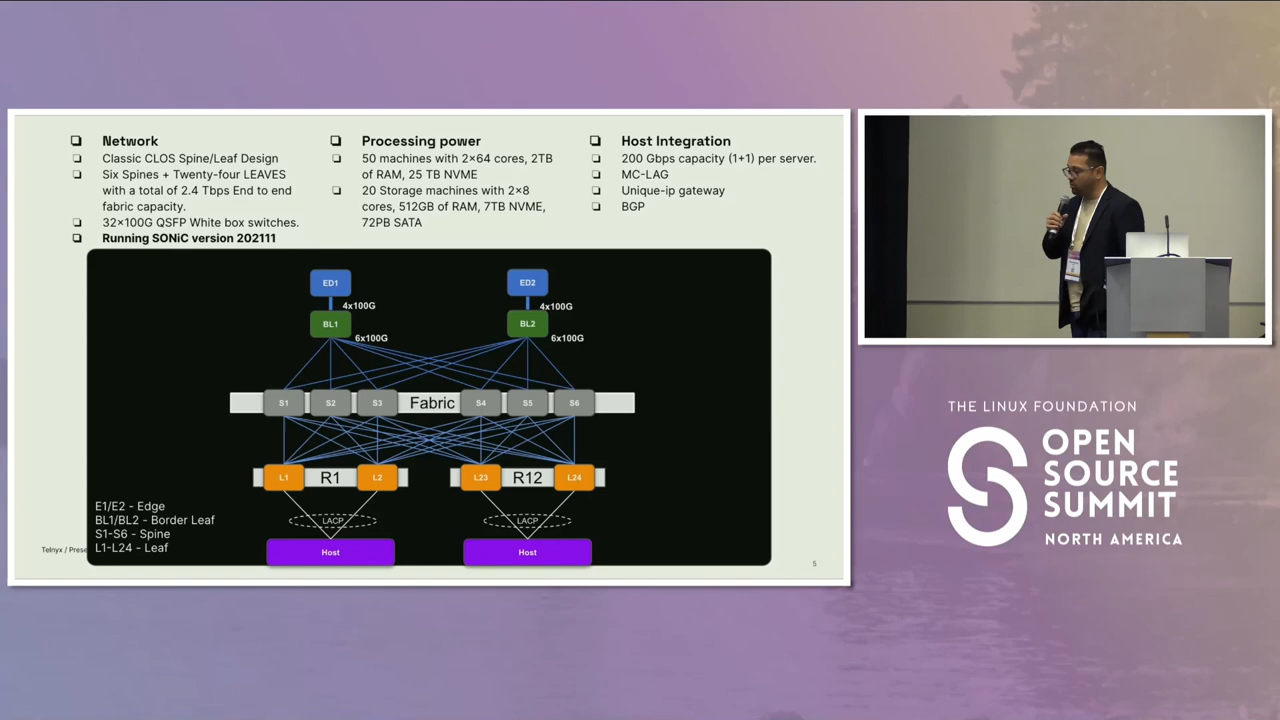 Network
Classic CLOS Spine/Leaf Design
Six Spines + Twenty-four LEAVES
with a total of 2.4 Tbps End to end
fabric capacity.
32x100G QSFP White box switches.
Running SONiC version 202111
Processing power
50 machines with 2x64 cores, 2TB
of RAM, 25 TB NVME
20 Storage machines with 2x8
cores, 512GB of RAM, 7TB NVME,
72PB SATA
Host Integration
200 Gbps capacity (1+1) per server.
MC-LAG
Unique-ip gateway
BGP
ED1
ED2
4x100G
4x100G
BL1
BL2
6x100G
6x100G
S1
S2
S3
Fabric
S4
S5
S6
L1
R1
L2
L23
R12
L24
E1/E2 - Edge
BL1/BL2 - Border Leaf
S1-S6 - Spine
L1-L24 - Leaf
LACP
LACP
Host
Host
Telnyx / Prese
5
THE LINUX FOUNDATION
OPEN
SOURCE
SUMMIT
NORTH AMERICA